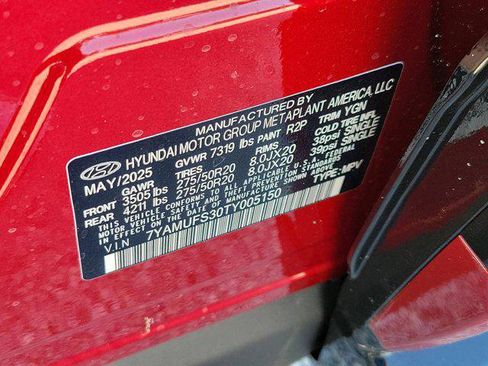 MANUFACTURED BY
HYUNDAI MOTOR GROUP METAPLANT AMERICA, LLC
MAY/2025 GVWR 7319 lbs PAINT R2P TRIM YGN
GAWR TIRES RIMS COLD TIRE INFL.
FRONT 3505 lbs 275/50R20 8.0JX20 38psi SINGLE
REAR 4211 lbs 275/50R20 8.0JX20 39psi SINGLE
THIS VEHICLE CONFORMS TO ALL APPLICABLE U.S.A. FEDERAL
MOTOR VEHICLE SAFETY STANDARDS IN EFFECT ON THE
DATE OF MANUFACTURE SHOWN ABOVE.
VIN 7YAMUFS30TY005150 TYPE:MPV